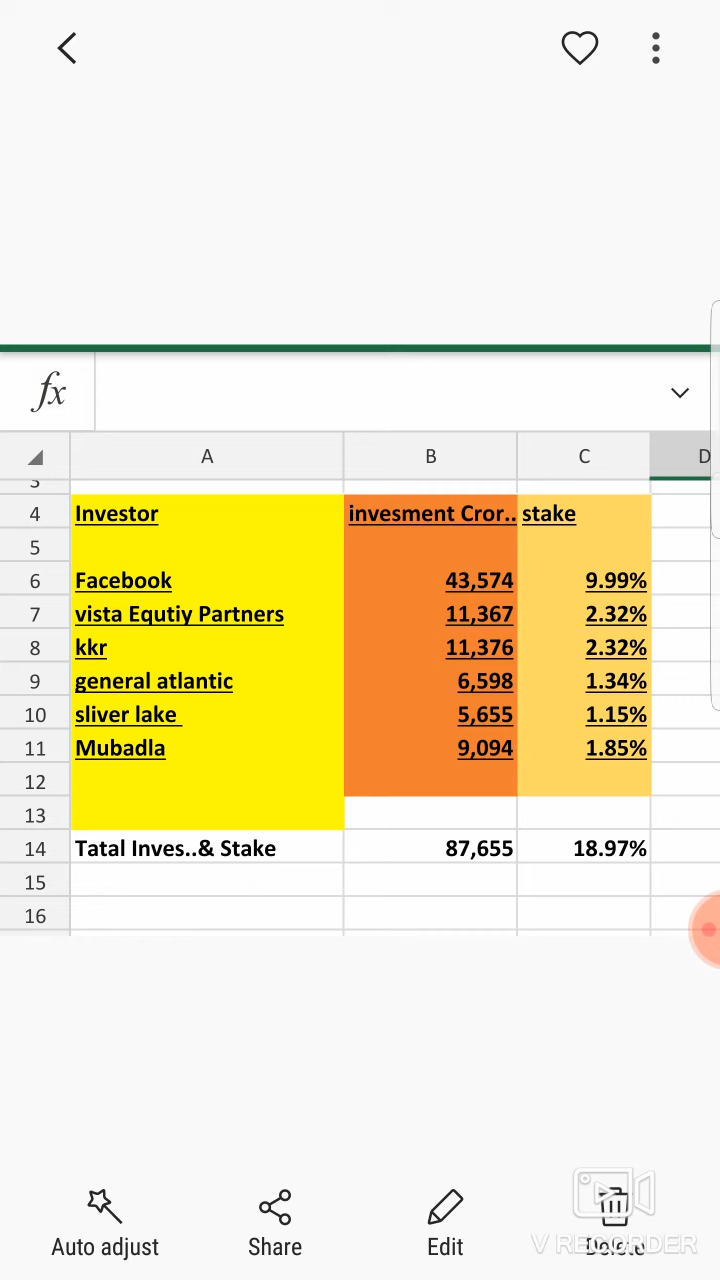 fx
A B C D
3
4 Investor invesment Cror.. stake
5
6 Facebook 43,574 9.99%
7 vista Equtiy Partners 11,367 2.32%
8 kkr 11,376 2.32%
9 general atlantic 6,598 1.34%
10 sliver lake 5,655 1.15%
11 Mubadla 9,094 1.85%
12
13
14 Tatal Inves..& Stake 87,655 18.97%
15
16
Auto adjust Share Edit Delete
V RECORDER